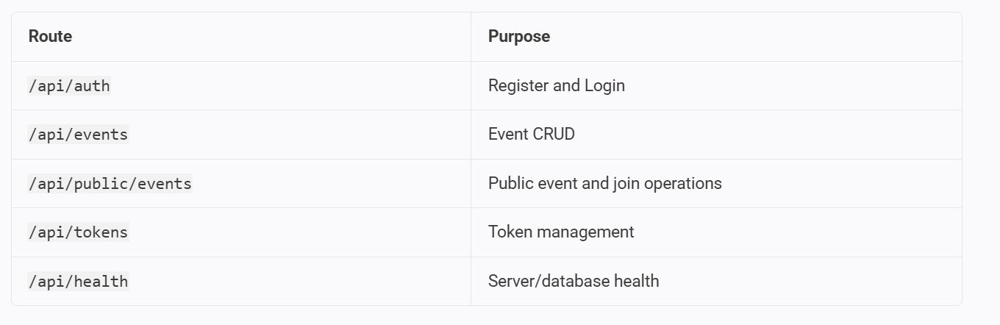 Route Purpose
/api/auth Register and Login
/api/events Event CRUD
/api/public/events Public event and join operations
/api/tokens Token management
/api/health Server/database health